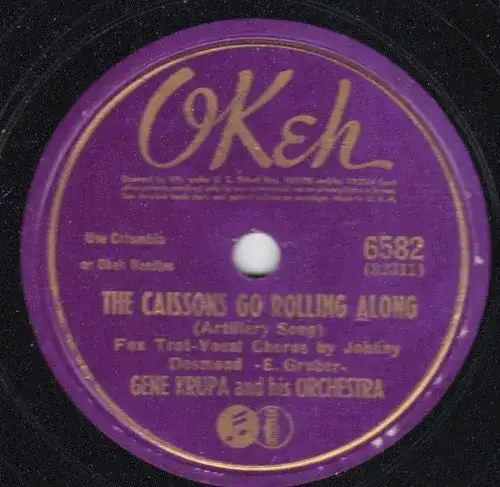 OKeh
Use Columbia
or Okeh Needles
6582
(32311)
THE CAISSONS GO ROLLING ALONG
(Artillery Song)
Fox Trot-Vocal Chorus by Johnny
Desmond -E. Gruber-
GENE KRUPA and his ORCHESTRA